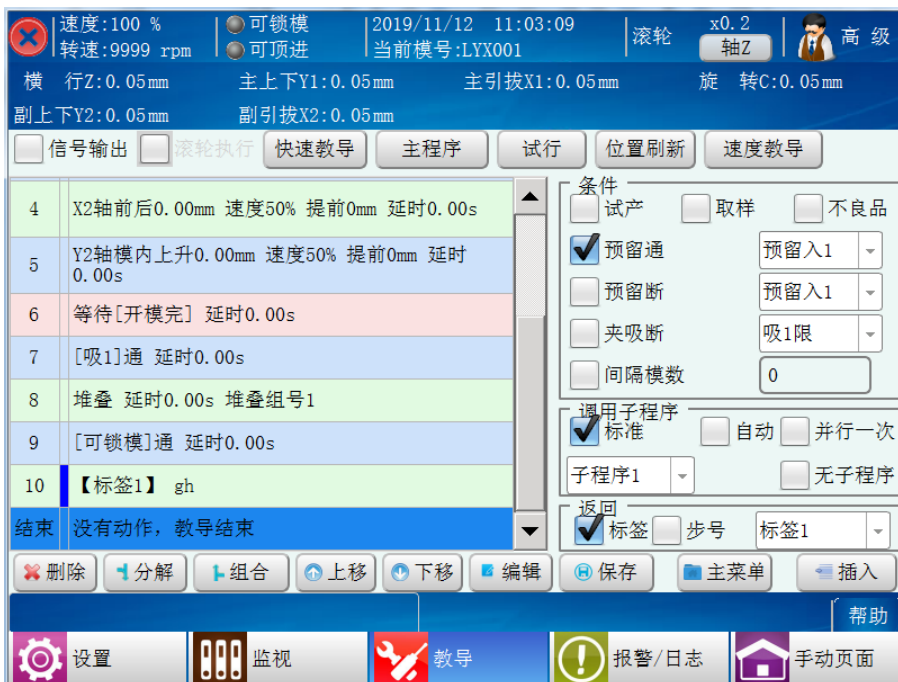 速度:100 % 可锁模 2019/11/12 11:03:09 滚轮 x0.2 高 级
转速:9999 rpm 可顶进 当前模号:LYX001 轴Z
横 行Z:0.05mm 主上下Y1:0.05mm 主引拔X1:0.05mm 旋 转C:0.05mm
副上下Y2:0.05mm 副引拔X2:0.05mm
信号输出 滚轮执行 快速教导 主程序 试行 位置刷新 速度教导
4 X2轴前后0.00mm 速度50% 提前0mm 延时0.00s
5 Y2轴模内上升0.00mm 速度50% 提前0mm 延时
0.00s
6 等待[开模完] 延时0.00s
7 [吸1]通 延时0.00s
8 堆叠 延时0.00s 堆叠组号1
9 [可锁模]通 延时0.00s
10 【标签1】 gh
结束 没有动作，教导结束
条件
试产 取样 不良品
预留通 预留入1
预留断 预留入1
夹吸断 吸1限
间隔模数 0
调用子程序
标准 自动 并行一次
子程序1 无子程序
返回
标签 步号 标签1
删除 分解 组合 上移 下移 编辑 保存 主菜单 插入
帮助
设置 监视 教导 报警/日志 手动页面